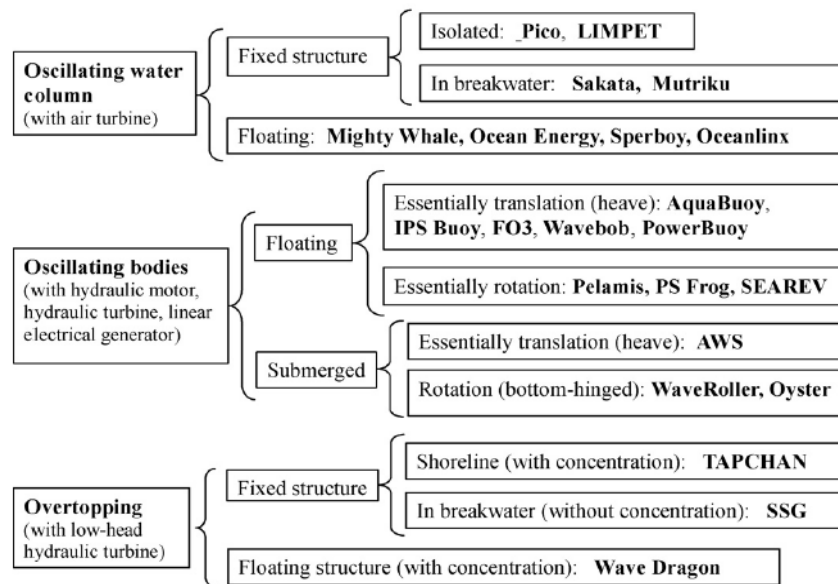 Oscillating water
column
(with air turbine)
Fixed structure
Isolated: _Pico, LIMPET
In breakwater: Sakata, Mutriku
Floating: Mighty Whale, Ocean Energy, Sperboy, Oceanlinx
Oscillating bodies
(with hydraulic motor,
hydraulic turbine, linear
electrical generator)
Floating
Essentially translation (heave): AquaBuoy,
IPS Buoy, FO3, Wavebob, PowerBuoy
Essentially rotation: Pelamis, PS Frog, SEAREV
Submerged
Essentially translation (heave): AWS
Rotation (bottom-hinged): WaveRoller, Oyster
Overtopping
(with low-head
hydraulic turbine)
Fixed structure
Shoreline (with concentration): TAPCHAN
In breakwater (without concentration): SSG
Floating structure (with concentration): Wave Dragon